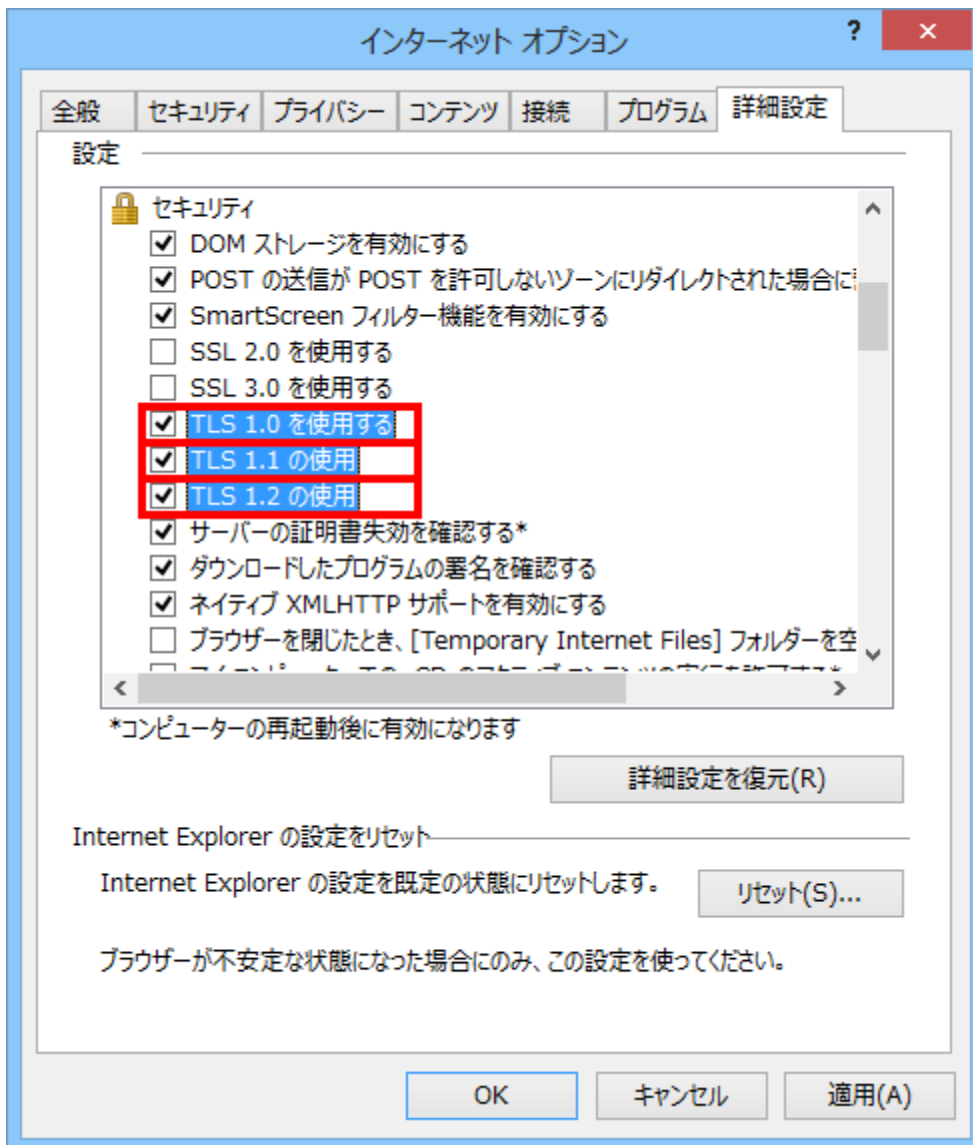 インターネット オプション
? ×
全般 セキュリティ プライバシー コンテンツ 接続 プログラム 詳細設定
設定
セキュリティ
DOM ストレージを有効にする
POST の送信が POST を許可しないゾーンにリダイレクトされた場合に
SmartScreen フィルター機能を有効にする
SSL 2.0 を使用する
SSL 3.0 を使用する
TLS 1.0 を使用する
TLS 1.1 の使用
TLS 1.2 の使用
サーバーの証明書失効を確認する*
ダウンロードしたプログラムの署名を確認する
ネイティブ XMLHTTP サポートを有効にする
ブラウザーを閉じたとき、[Temporary Internet Files] フォルダーを空
*コンピューターの再起動後に有効になります
詳細設定を復元(R)
Internet Explorer の設定をリセット
Internet Explorer の設定を既定の状態にリセットします。
リセット(S)...
ブラウザーが不安定な状態になった場合にのみ、この設定を使ってください。
OK キャンセル 適用(A)